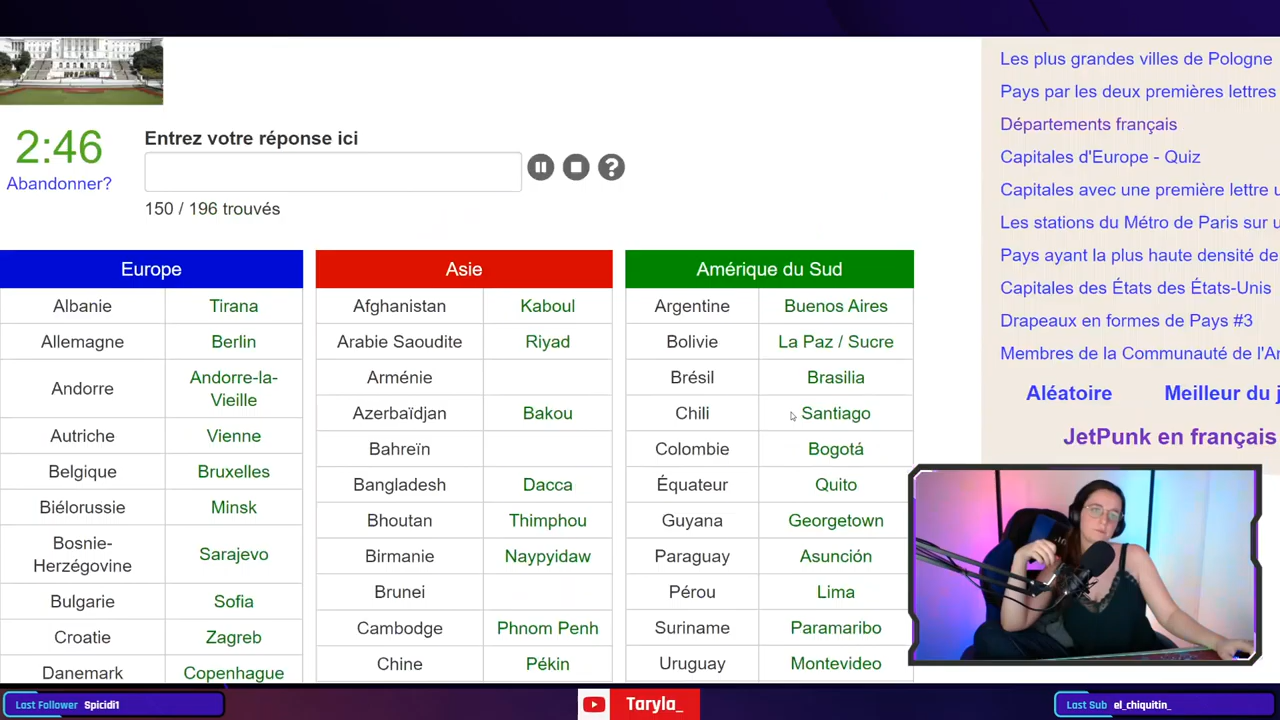 2:46
Abandonner?
Entrez votre réponse ici
150 / 196 trouvés
Europe
Albanie Tirana
Allemagne Berlin
Andorre Andorre-la-
Vieille
Autriche Vienne
Belgique Bruxelles
Biélorussie Minsk
Bosnie-
Herzégovine Sarajevo
Bulgarie Sofia
Croatie Zagreb
Danemark Copenhague
Asie
Afghanistan Kaboul
Arabie Saoudite Riyad
Arménie
Azerbaïdjan Bakou
Bahreïn
Bangladesh Dacca
Bhoutan Thimphou
Birmanie Naypyidaw
Brunei
Cambodge Phnom Penh
Chine Pékin
Amérique du Sud
Argentine Buenos Aires
Bolivie La Paz / Sucre
Brésil Brasilia
Chili Santiago
Colombie Bogotá
Équateur Quito
Guyana Georgetown
Paraguay Asunción
Pérou Lima
Suriname Paramaribo
Uruguay Montevideo
Les plus grandes villes de Pologne
Pays par les deux premières lettres
Départements français
Capitales d'Europe - Quiz
Capitales avec une première lettre u
Les stations du Métro de Paris sur u
Pays ayant la plus haute densité de
Capitales des États des États-Unis
Drapeaux en formes de Pays #3
Membres de la Communauté de l'A
Aléatoire Meilleur du j
JetPunk en français
Last Follower Spicidi1
Taryla_
Last Sub el_chiquitin_